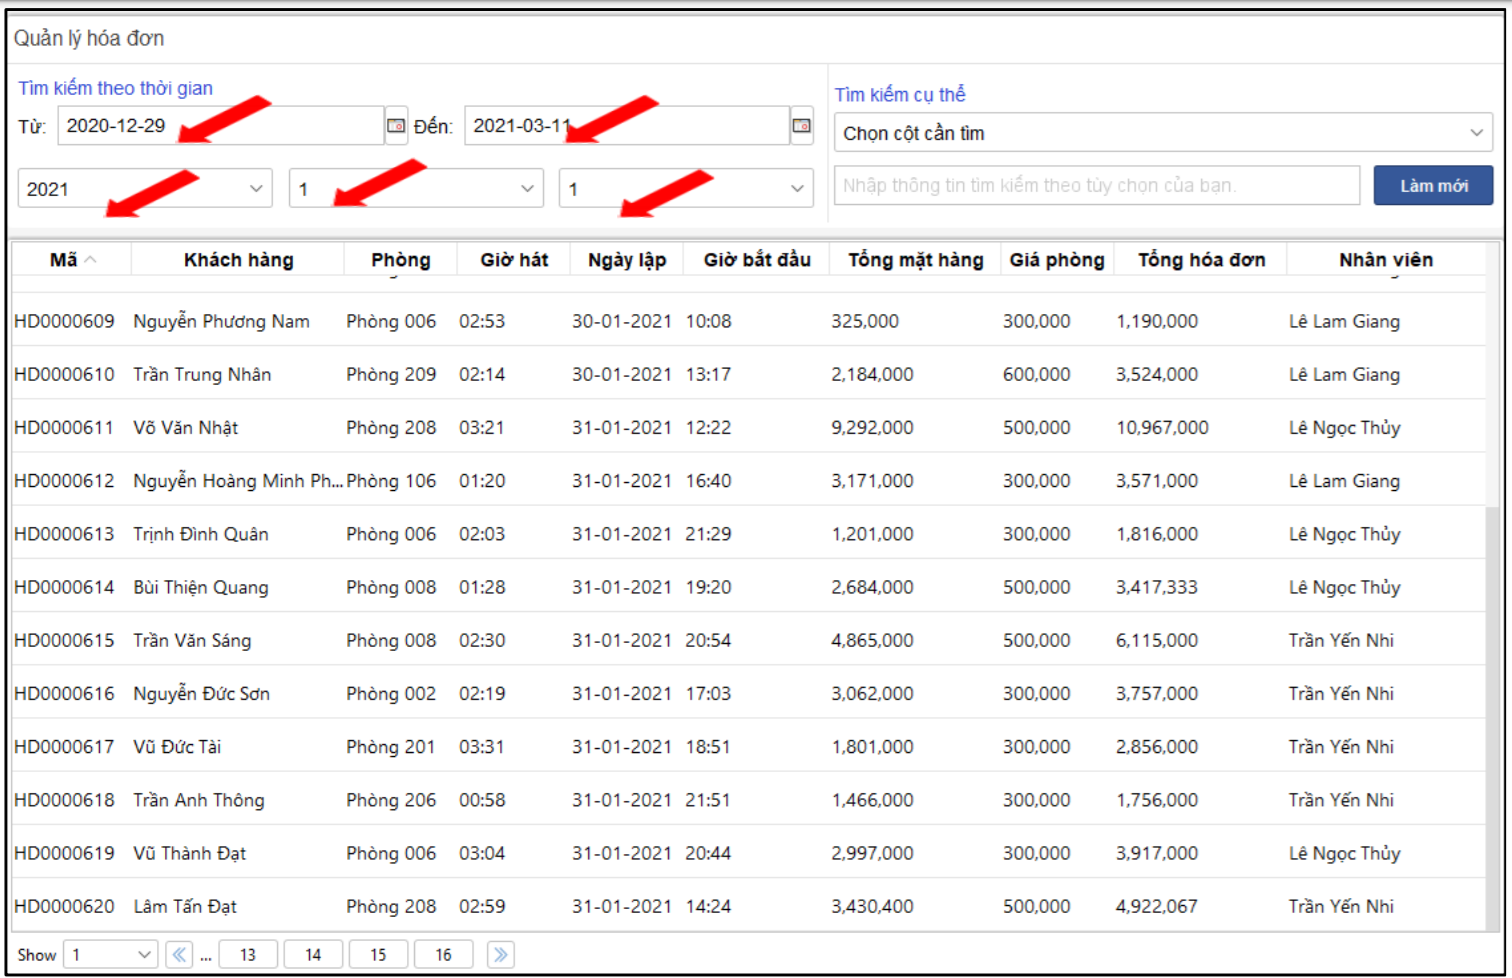 Quản lý hóa đơn
Tìm kiếm theo thời gian
Từ: 2020-12-29 Đến: 2021-03-11
2021 1 1
Tìm kiếm cụ thể
Chọn cột cần tìm
Nhập thông tin tìm kiếm theo tùy chọn của bạn. Làm mới
Mã Khách hàng Phòng Giờ hát Ngày lập Giờ bắt đầu Tổng mặt hàng Giá phòng Tổng hóa đơn Nhân viên
HD0000609 Nguyễn Phương Nam Phòng 006 02:53 30-01-2021 10:08 325,000 300,000 1,190,000 Lê Lam Giang
HD0000610 Trần Trung Nhân Phòng 209 02:14 30-01-2021 13:17 2,184,000 600,000 3,524,000 Lê Lam Giang
HD0000611 Võ Văn Nhật Phòng 208 03:21 31-01-2021 12:22 9,292,000 500,000 10,967,000 Lê Ngọc Thủy
HD0000612 Nguyễn Hoàng Minh Ph... Phòng 106 01:20 31-01-2021 16:40 3,171,000 300,000 3,571,000 Lê Lam Giang
HD0000613 Trịnh Đình Quân Phòng 006 02:03 31-01-2021 21:29 1,201,000 300,000 1,816,000 Lê Ngọc Thủy
HD0000614 Bùi Thiện Quang Phòng 008 01:28 31-01-2021 19:20 2,684,000 500,000 3,417,333 Lê Ngọc Thủy
HD0000615 Trần Văn Sáng Phòng 008 02:30 31-01-2021 20:54 4,865,000 500,000 6,115,000 Trần Yến Nhi
HD0000616 Nguyễn Đức Sơn Phòng 002 02:19 31-01-2021 17:03 3,062,000 300,000 3,757,000 Trần Yến Nhi
HD0000617 Vũ Đức Tài Phòng 201 03:31 31-01-2021 18:51 1,801,000 300,000 2,856,000 Trần Yến Nhi
HD0000618 Trần Anh Thông Phòng 206 00:58 31-01-2021 21:51 1,466,000 300,000 1,756,000 Trần Yến Nhi
HD0000619 Vũ Thành Đạt Phòng 006 03:04 31-01-2021 20:44 2,997,000 300,000 3,917,000 Lê Ngọc Thủy
HD0000620 Lâm Tấn Đạt Phòng 208 02:59 31-01-2021 14:24 3,430,400 500,000 4,922,067 Trần Yến Nhi
Show 1 ... 13 14 15 16